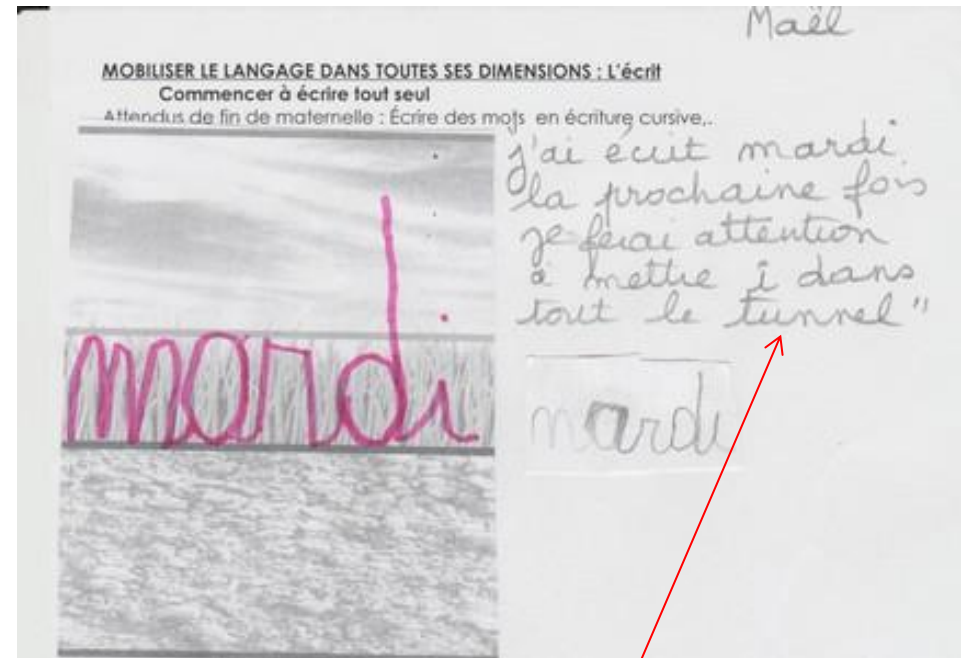 Maël
MOBILISER LE LANGAGE DANS TOUTES SES DIMENSIONS : L'écrit
Commencer à écrire tout seul
Attendus de fin de maternelle : Écrire des mots en écriture cursive,.
j'ai écrit mardi
la prochaine fois
je ferai attention
à mettre i dans
tout le tunnel"
mardi
mardi